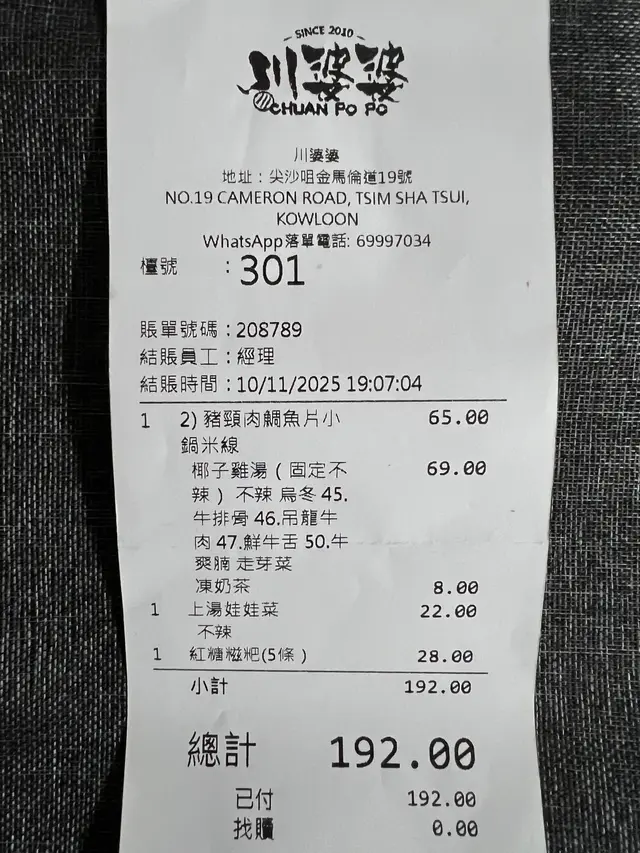 SINCE 2010
川婆婆
CHUAN PO PO
川婆婆
地址：尖沙咀金馬倫道19號
NO.19 CAMERON ROAD, TSIM SHA TSUI,
KOWLOON
WhatsApp落單電話: 69997034
檯號 : 301
賬單號碼 : 208789
結賬員工 : 經理
結賬時間 : 10/11/2025 19:07:04
1 2) 豬頸肉鯛魚片小 65.00
鍋米線
椰子雞湯（固定不 69.00
辣） 不辣 烏冬 45.
牛排骨 46.吊龍牛
肉 47.鮮牛舌 50.牛
爽腩 走芽菜
凍奶茶 8.00
1 上湯娃娃菜 22.00
不辣
1 紅糖糍粑(5條） 28.00
小計 192.00
總計 192.00
已付 192.00
找贖 0.00